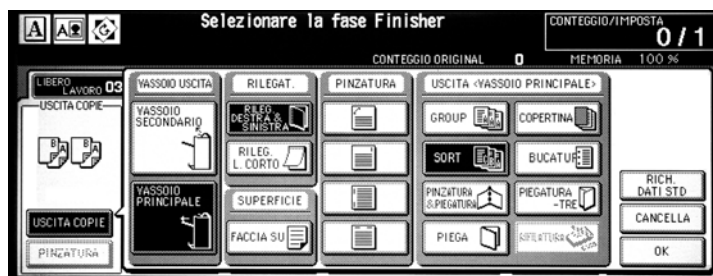 Selezionare la fase Finisher
CONTEGGIO/IMPOSTA
0 / 1
CONTEGGIO ORIGINAL 0 MEMORIA 100 %
LIBERO
LAVORO 03
USCITA COPIE
B A B A
USCITA COPIE
PINZATURA
VASSOIO USCITA
VASSOIO
SECONDARIO
VASSOIO
PRINCIPALE
RILEGAT.
RILEG.
DESTRA &
SINISTRA
RILEG.
L. CORTO
SUPERFICIE
FACCIA SU
PINZATURA
USCITA <VASSOIO PRINCIPALE>
GROUP
COPERTINA
SORT
BUCATUR
PINZATURA
&PIEGATURA
PIEGATURA
-TRE
PIEGA
RIFILATURA
RICH.
DATI STD
CANCELLA
OK